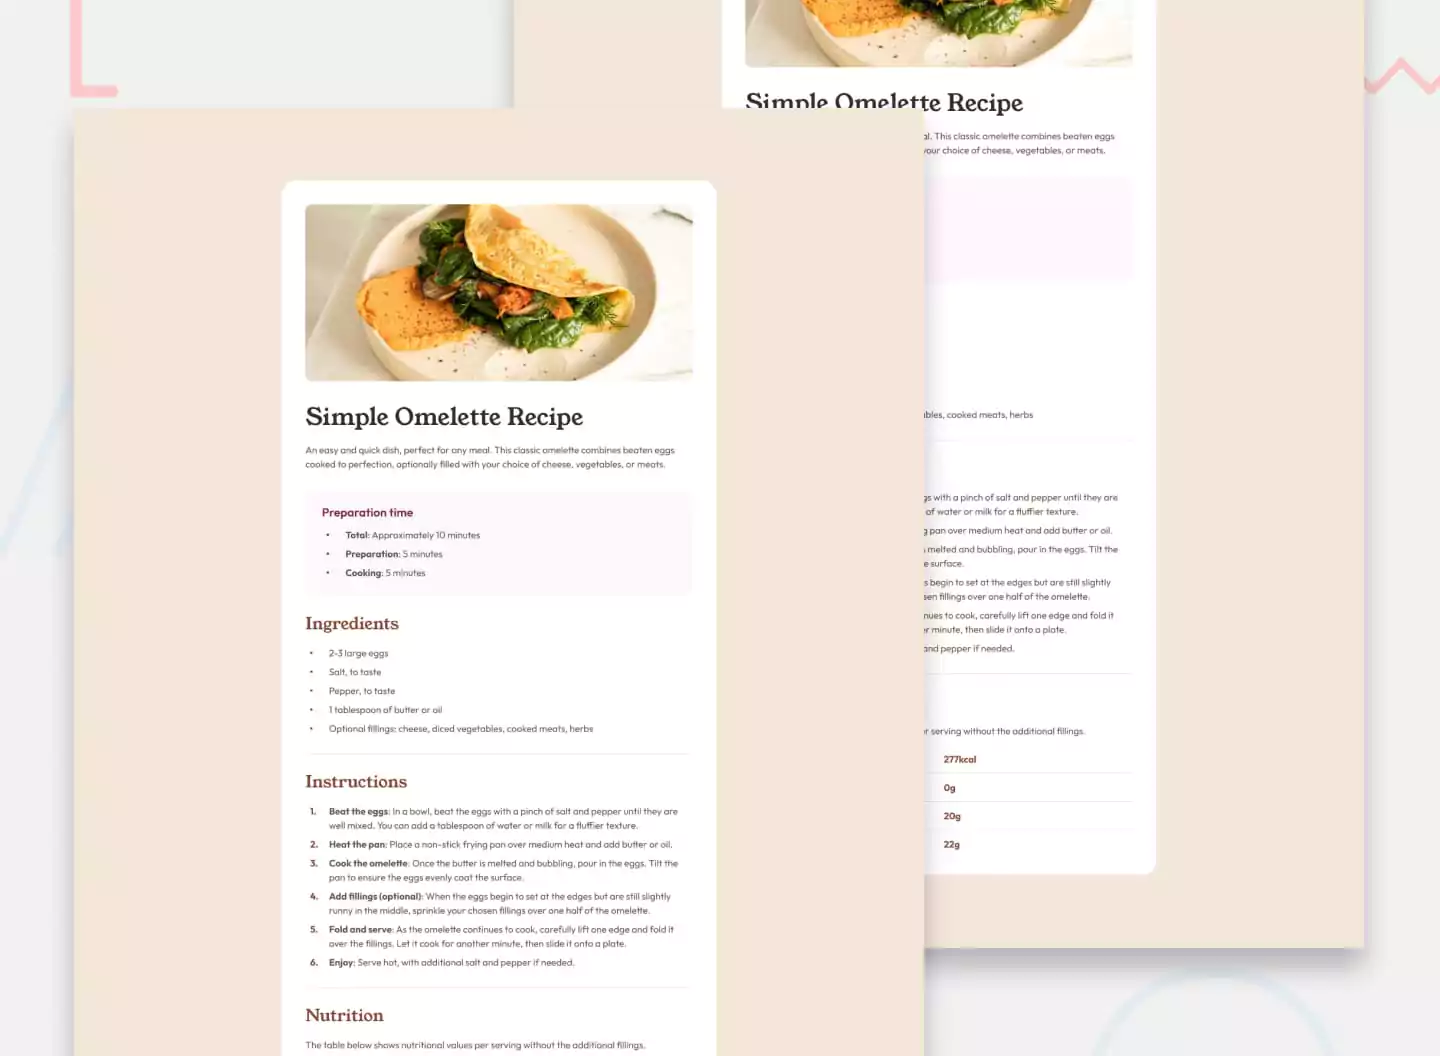 Simple Omelette Recipe
An easy and quick dish, perfect for any meal. This classic omelette combines beaten eggs
cooked to perfection, optionally filled with your choice of cheese, vegetables, or meats.
Preparation time
• Total: Approximately 10 minutes
• Preparation: 5 minutes
• Cooking: 5 minutes
Ingredients
• 2-3 large eggs
• Salt, to taste
• Pepper, to taste
• 1 tablespoon of butter or oil
• Optional fillings: cheese, diced vegetables, cooked meats, herbs
Instructions
1. Beat the eggs: In a bowl, beat the eggs with a pinch of salt and pepper until they are
well mixed. You can add a tablespoon of water or milk for a fluffier texture.
2. Heat the pan: Place a non-stick frying pan over medium heat and add butter or oil.
3. Cook the omelette: Once the butter is melted and bubbling, pour in the eggs. Tilt the
pan to ensure the eggs evenly coat the surface.
4. Add fillings (optional): When the eggs begin to set at the edges but are still slightly
runny in the middle, sprinkle your chosen fillings over one half of the omelette.
5. Fold and serve: As the omelette continues to cook, carefully lift one edge and fold it
over the fillings. Let it cook for another minute, then slide it onto a plate.
6. Enjoy: Serve hot, with additional salt and pepper if needed.
Nutrition
The table below shows nutritional values per serving without the additional fillings.
Simple Omelette Recipe
al. This classic omelette combines beaten eggs
your choice of cheese, vegetables, or meats.
bles, cooked meats, herbs
gs with a pinch of salt and pepper until they are
of water or milk for a fluffier texture.
g pan over medium heat and add butter or oil.
melted and bubbling, pour in the eggs. Tilt the
e surface.
s begin to set at the edges but are still slightly
sen fillings over one half of the omelette.
nues to cook, carefully lift one edge and fold it
er minute, then slide it onto a plate.
and pepper if needed.
r serving without the additional fillings.
277kcal
0g
20g
22g